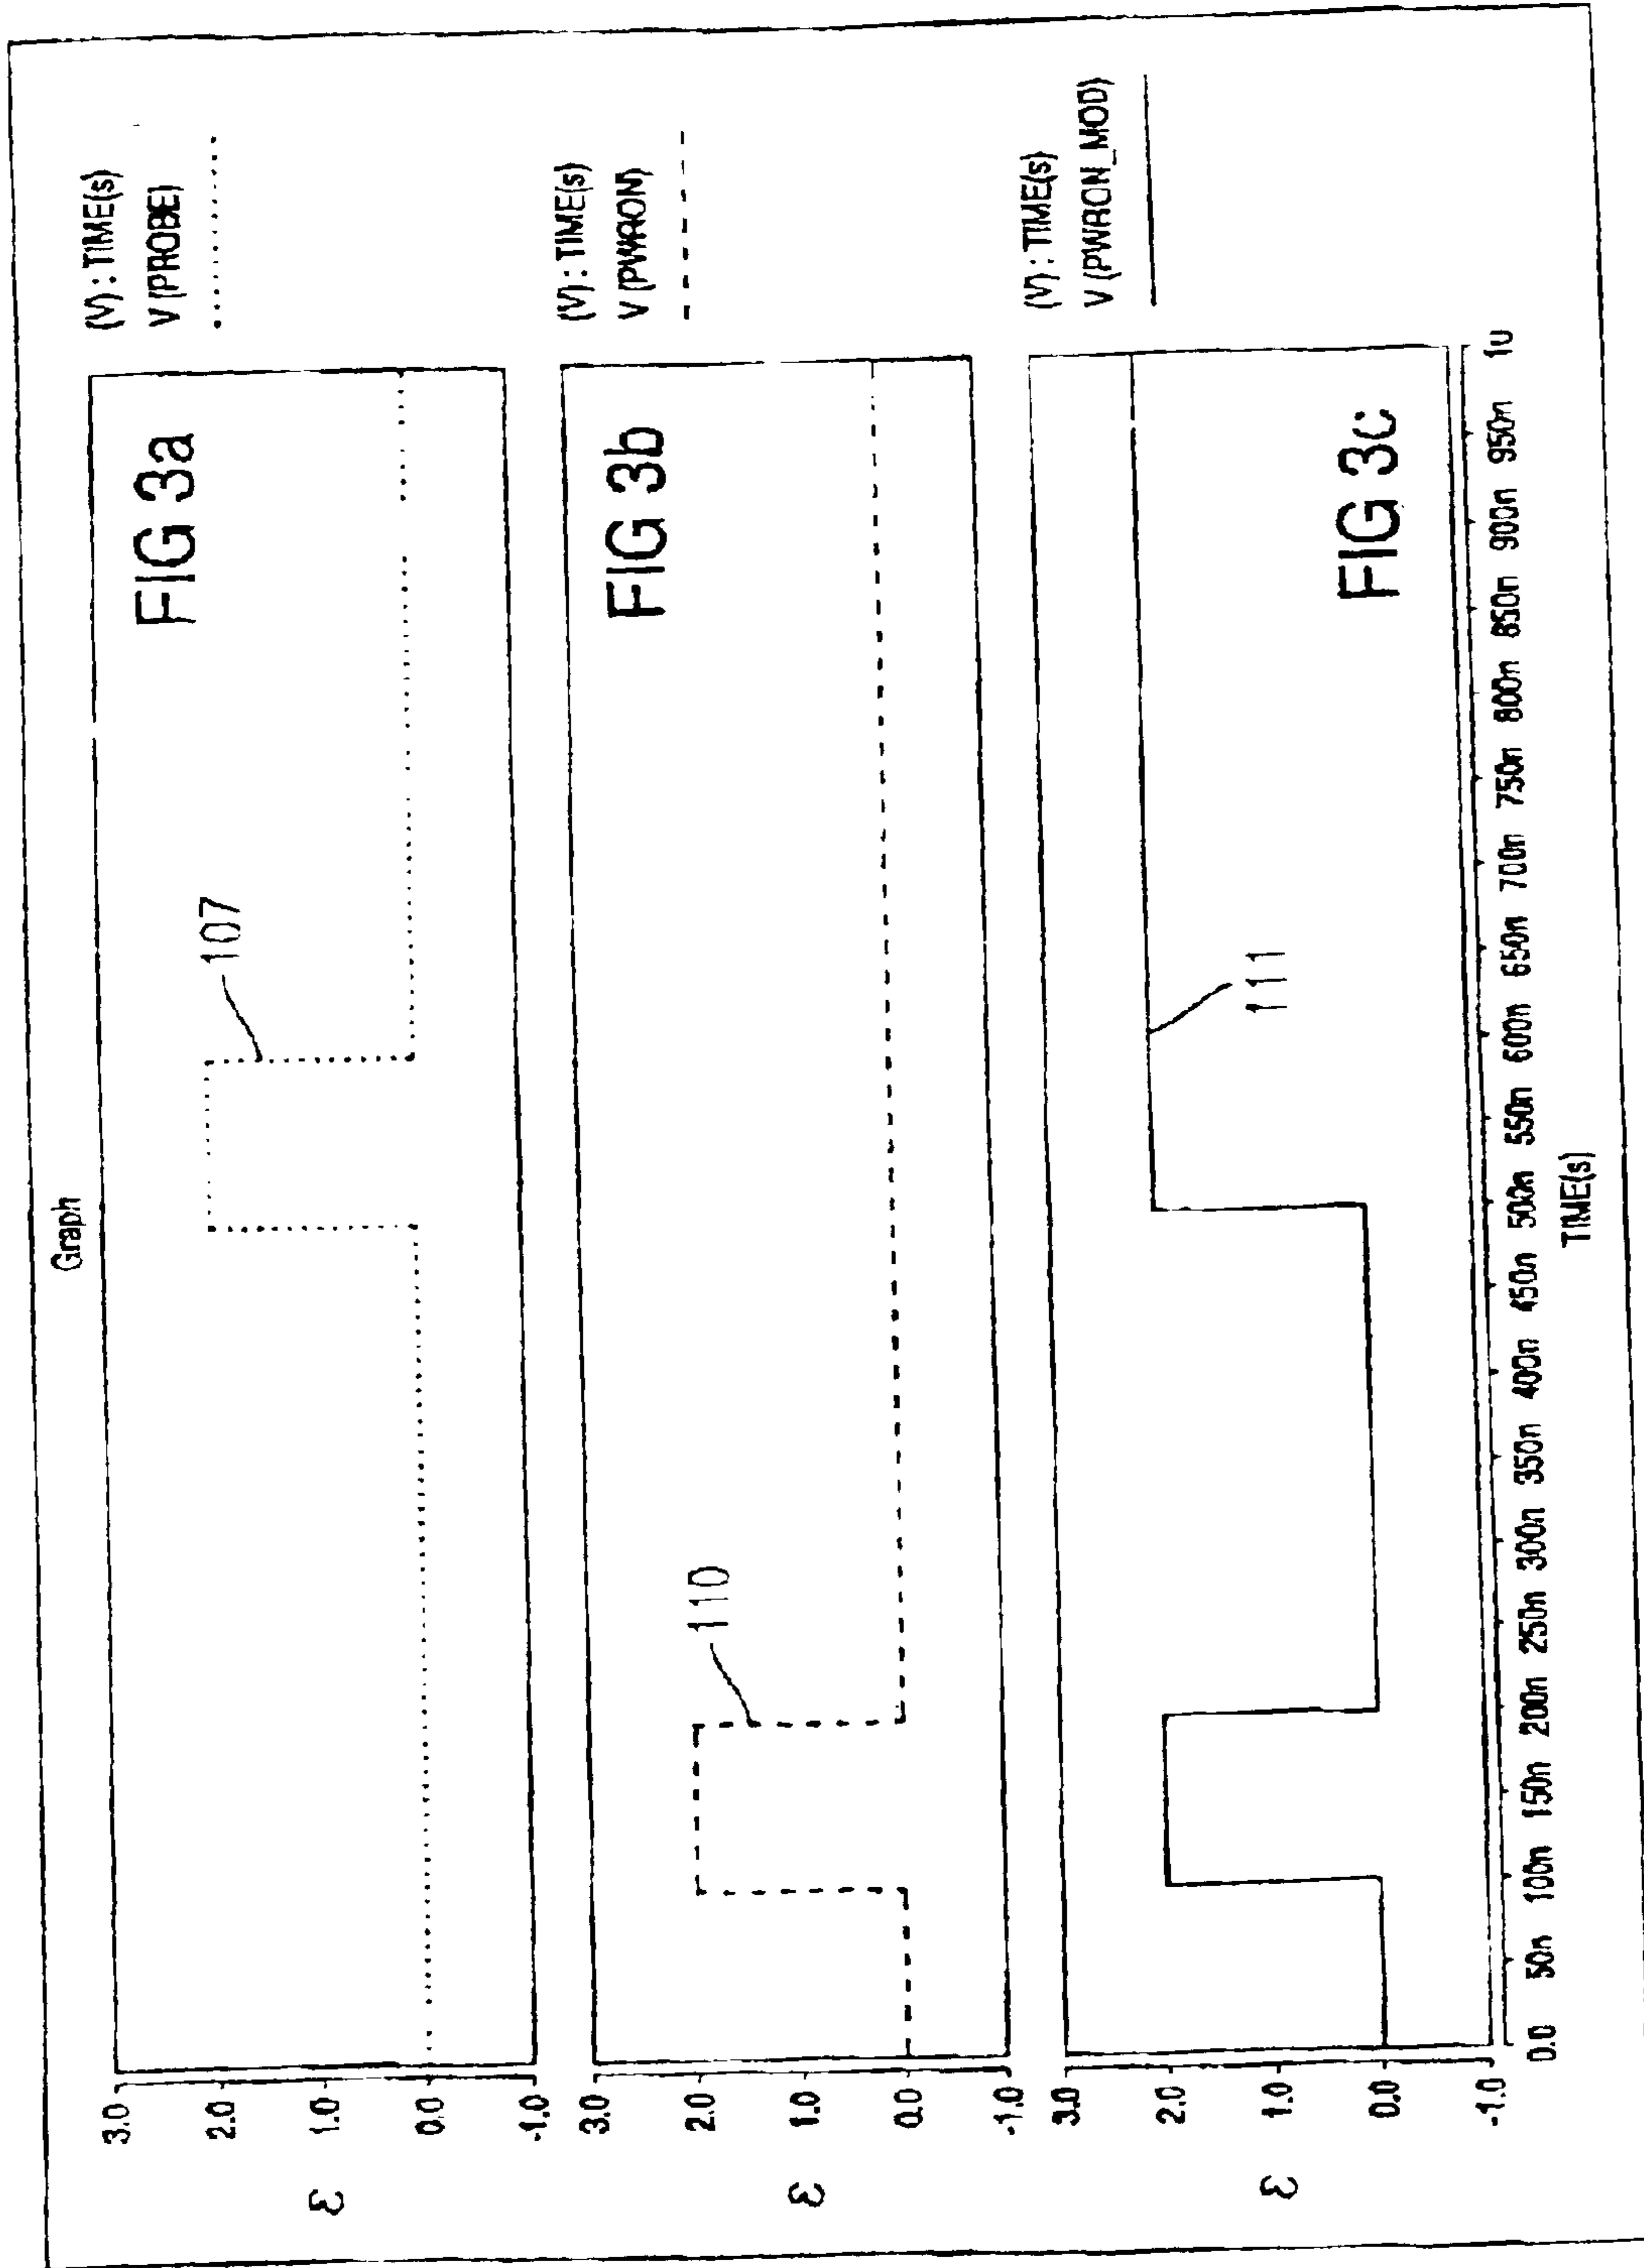 Graph
(V) : TIME(s)
V (PROBE)
FIG 3a
107
3.0
2.0
1.0
0.0
-1.0
ε
(V) : TIME(s)
V (PWRON)
FIG 3b
110
3.0
2.0
1.0
0.0
-1.0
ε
(V) : TIME(s)
V (PWRON_MOD)
FIG 3c
111
3.0
2.0
1.0
0.0
-1.0
ε
0.0 50n 100n 150n 200n 250n 300n 350n 400n 450n 500n 550n 600n 650n 700n 750n 800n 850n 900n 950n 1u
TIME(s)